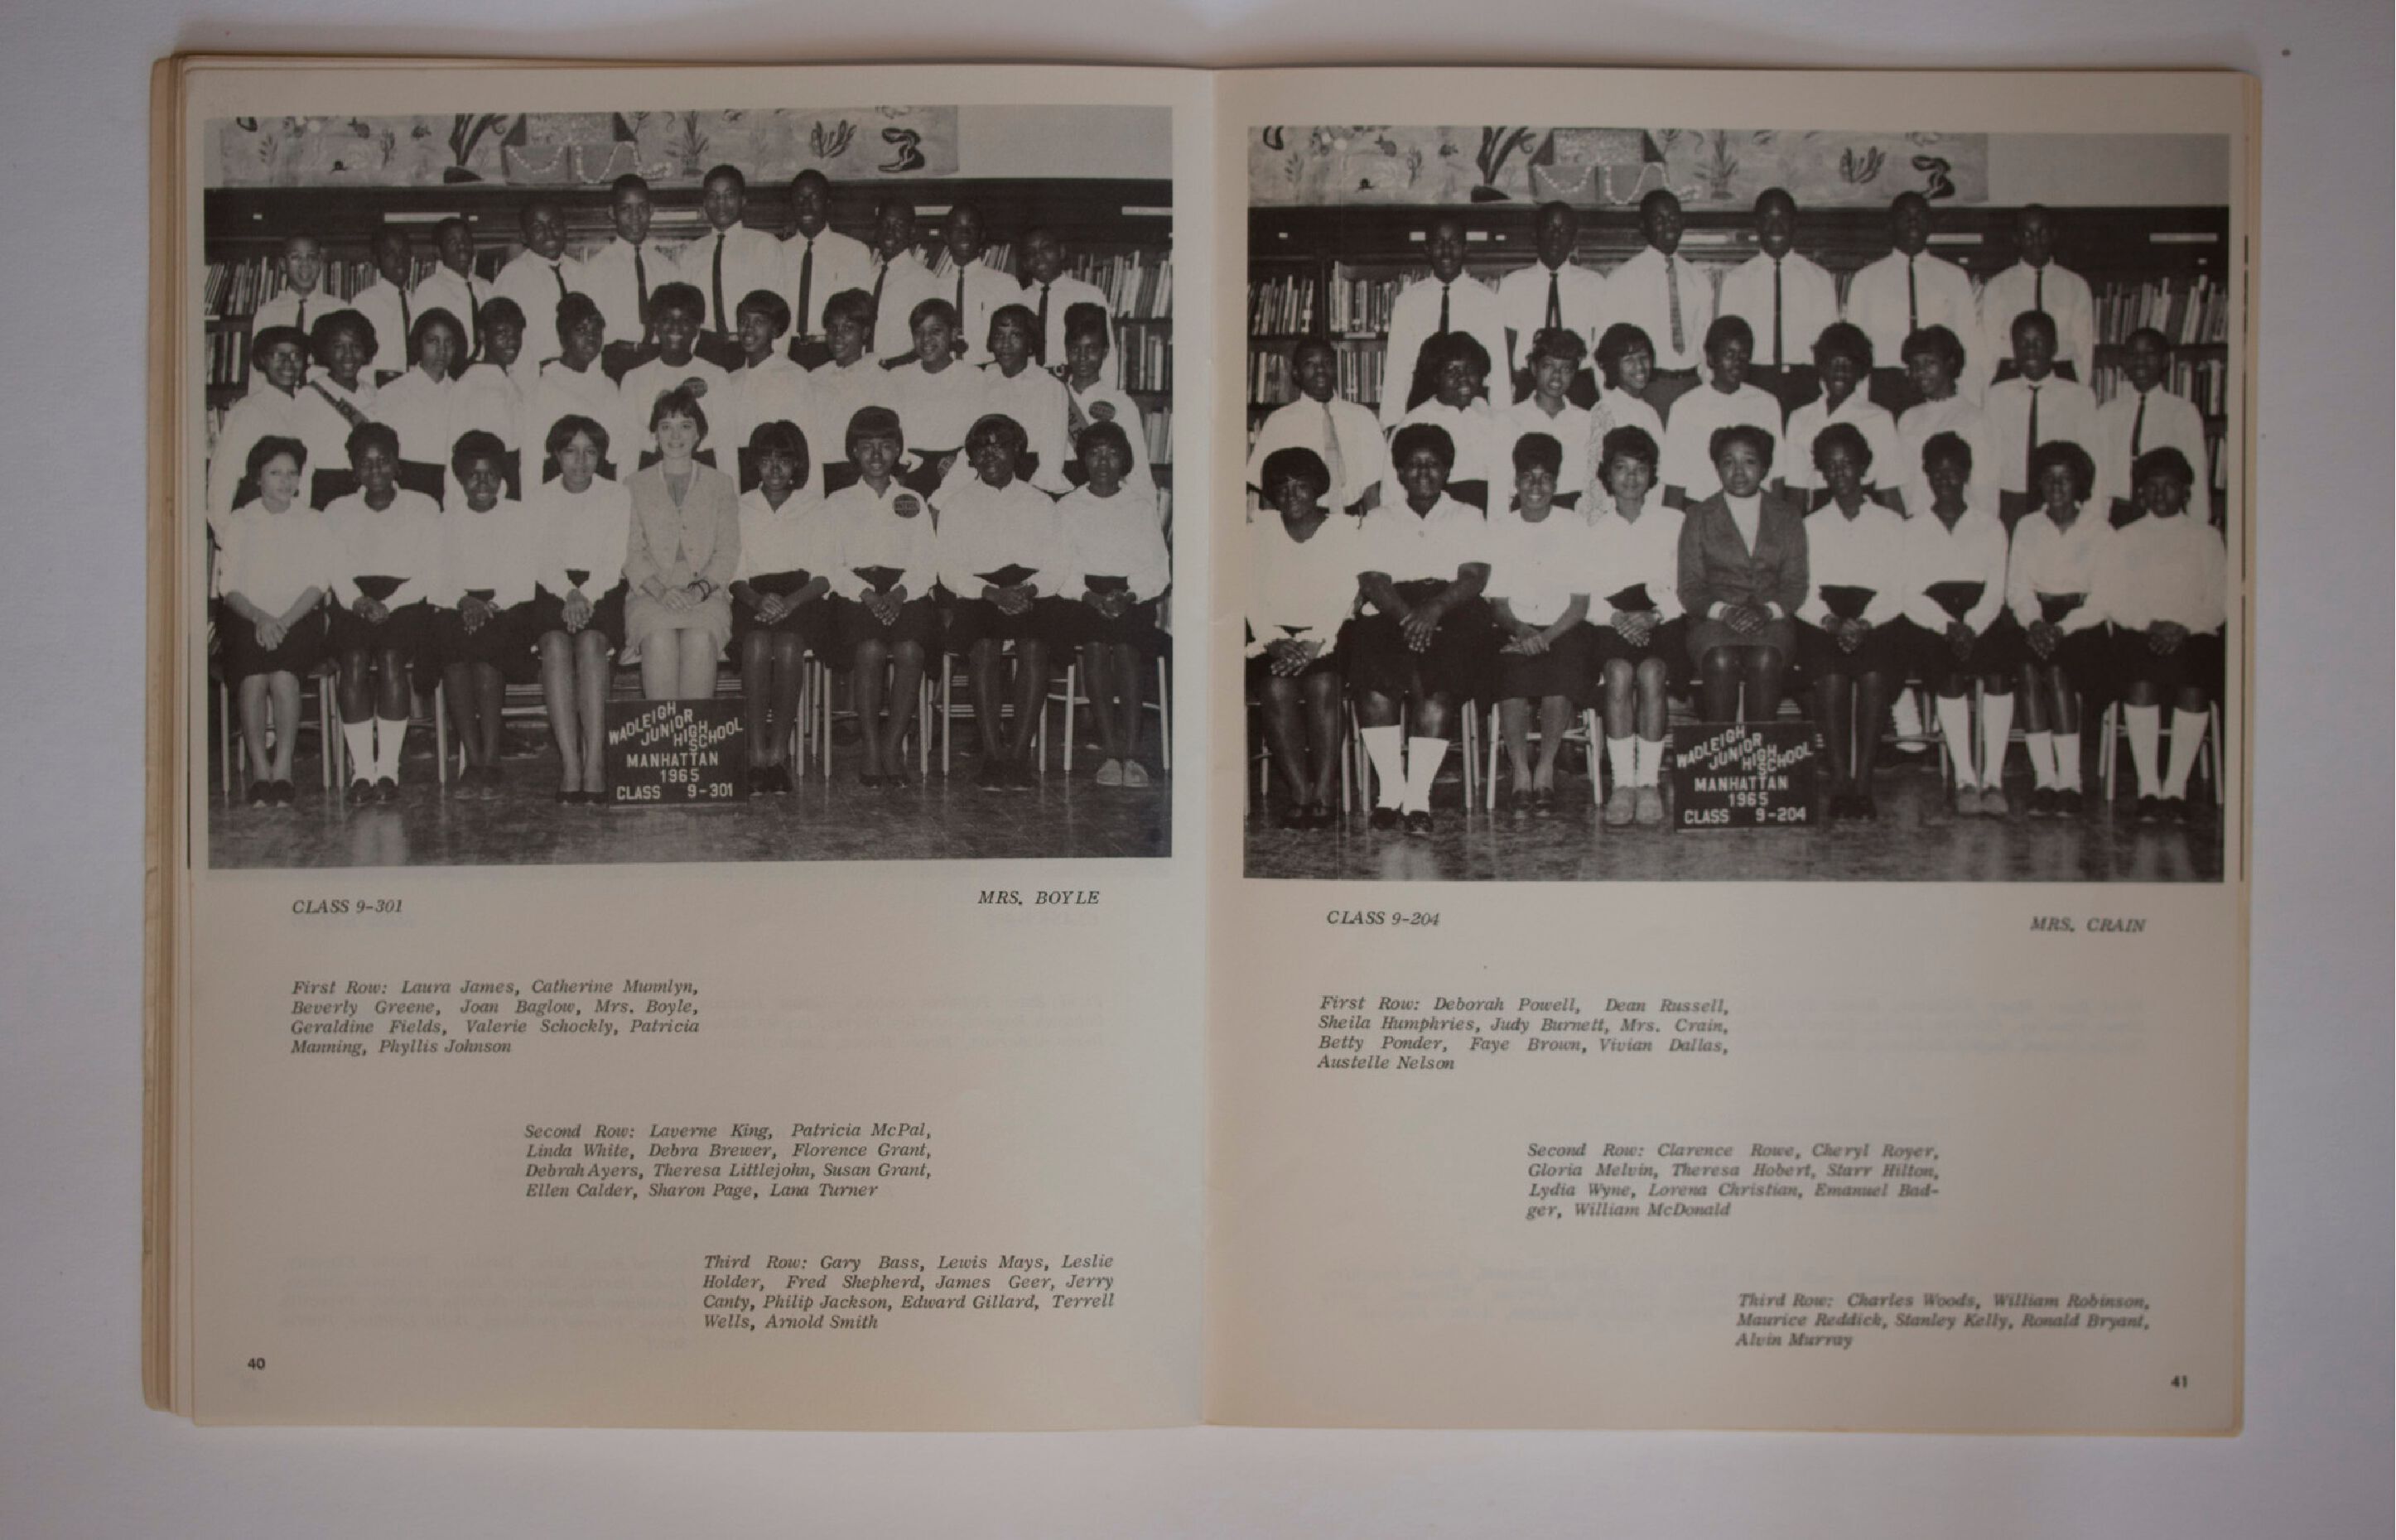 WADLEIGH
JUNIOR
HIGH
SCHOOL
MANHATTAN
1965
CLASS 9-301
CLASS 9-301
MRS. BOYLE
First Row: Laura James, Catherine Munnlyn,
Beverly Greene, Joan Baglow, Mrs. Boyle,
Geraldine Fields, Valerie Schockly, Patricia
Manning, Phyllis Johnson
Second Row: Laverne King, Patricia McPal,
Linda White, Debra Brewer, Florence Grant,
Debrah Ayers, Theresa Littlejohn, Susan Grant,
Ellen Calder, Sharon Page, Lana Turner
Third Row: Gary Bass, Lewis Mays, Leslie
Holder, Fred Shepherd, James Geer, Jerry
Canty, Philip Jackson, Edward Gillard, Terrell
Wells, Arnold Smith
40
WADLEIGH
JUNIOR
HIGH
SCHOOL
MANHATTAN
1965
CLASS 9-204
CLASS 9-204
MRS. CRAIN
First Row: Deborah Powell, Dean Russell,
Sheila Humphries, Judy Burnett, Mrs. Crain,
Betty Ponder, Faye Brown, Vivian Dallas,
Austelle Nelson
Second Row: Clarence Rowe, Cheryl Royer,
Gloria Melvin, Theresa Hobert, Starr Hilton,
Lydia Wyne, Lorena Christian, Emanuel Bad-
ger, William McDonald
Third Row: Charles Woods, William Robinson,
Maurice Reddick, Stanley Kelly, Ronald Bryant,
Alvin Murray
41